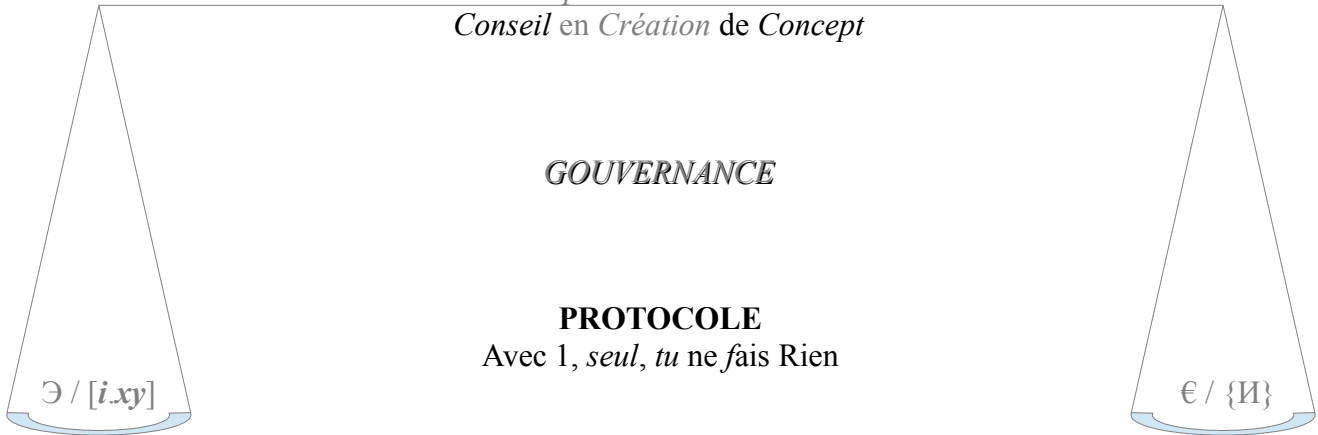 Conseil en Création de Concept
GOUVERNANCE
PROTOCOLE
Avec 1, seul, tu ne fais Rien
Э / [i.xy]
€ / {И}